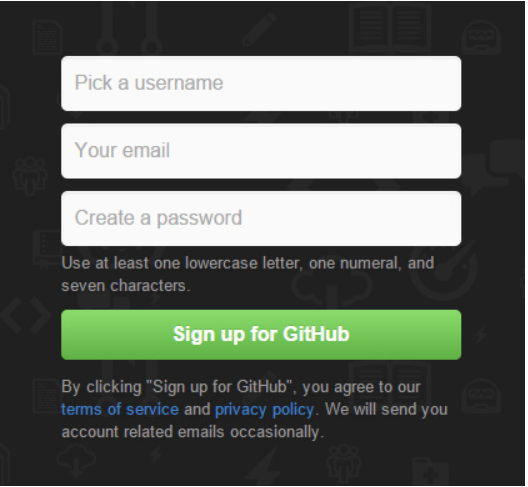 Pick a username
Your email
Create a password
Use at least one lowercase letter, one numeral, and
seven characters.
Sign up for GitHub
By clicking "Sign up for GitHub", you agree to our
terms of service and privacy policy. We will send you
account related emails occasionally.